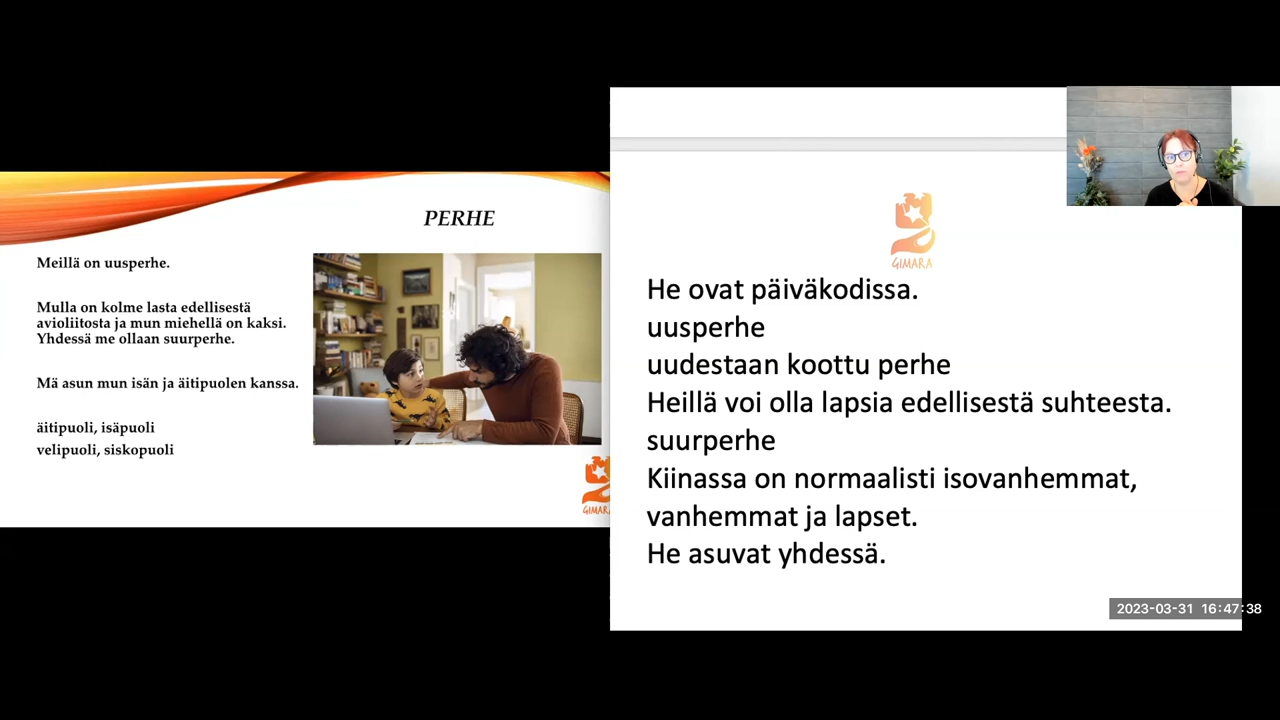 PERHE
Meillä on uusperhe.
Mulla on kolme lasta edellisestä
avioliitosta ja mun miehellä on kaksi.
Yhdessä me ollaan suurperhe.
Mä asun mun isän ja äitipuolen kanssa.
äitipuoli, isäpuoli
velipuoli, siskopuoli
GIMARA
GIMARA
He ovat päiväkodissa.
uusperhe
uudestaan koottu perhe
Heillä voi olla lapsia edellisestä suhteesta.
suurperhe
Kiinassa on normaalisti isovanhemmat,
vanhemmat ja lapset.
He asuvat yhdessä.
2023-03-31 16:47:38